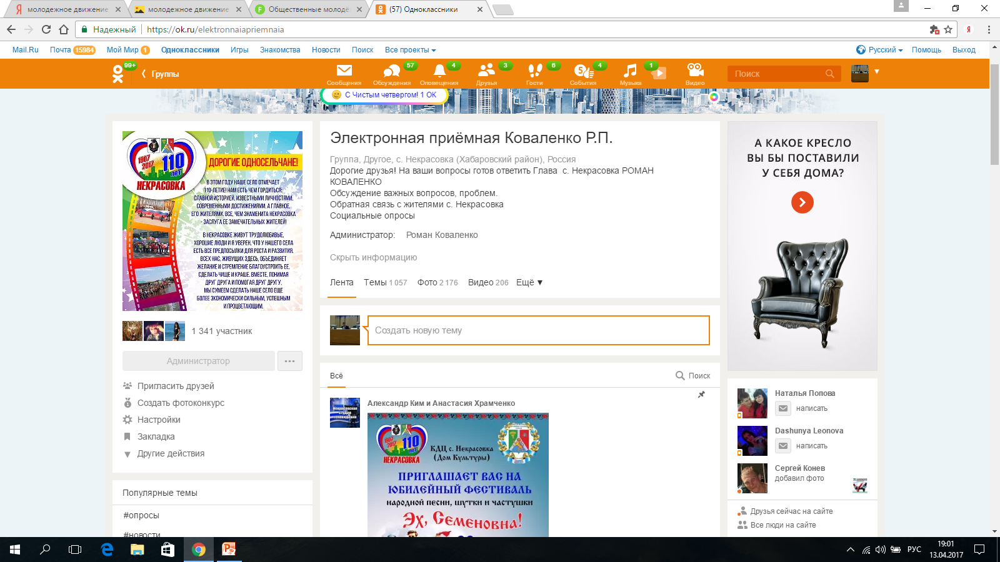 молодежное движение
молодежное движение
Общественные молодё
(57) Одноклассники
Надежный
https://ok.ru/elektronnaiapriemnaia
Mail.Ru Почта 15984 Мой Мир 1 Одноклассники Игры Знакомства Новости Поиск Все проекты
Русский Помощь Выход
99+
Группы
57 4 3 6 4 1
Сообщения Обсуждения Оповещения Друзья Гости События Музыка Видео
Поиск
С Чистым четвергом! 1 ОК
1907
2017
110
лет
НЕКРАСОВКА
ДОРОГИЕ ОДНОСЕЛЬЧАНЕ!
В ЭТОМ ГОДУ НАШЕ СЕЛО ОТМЕЧАЕТ
110-ЛЕТИЕ! НАМ ЕСТЬ ЧЕМ ГОРДИТЬСЯ:
СЛАВНОЙ ИСТОРИЕЙ, ИЗВЕСТНЫМИ ЛИЧНОСТЯМИ,
СОВРЕМЕННЫМИ ДОСТИЖЕНИЯМИ, А ГЛАВНОЕ,
ЕГО ЖИТЕЛЯМИ. ВСЕ, ЧЕМ ЗНАМЕНИТА НЕКРАСОВКА
- ЗАСЛУГА ЕЕ ЗАМЕЧАТЕЛЬНЫХ ЖИТЕЛЕЙ!
В НЕКРАСОВКЕ ЖИВУТ ТРУДОЛЮБИВЫЕ,
ХОРОШИЕ ЛЮДИ И Я УВЕРЕН, ЧТО У НАШЕГО СЕЛА
ЕСТЬ ВСЕ ПРЕДПОСЫЛКИ ДЛЯ РОСТА И РАЗВИТИЯ.
ВСЕХ НАС, ЖИВУЩИХ ЗДЕСЬ, ОБЪЕДИНЯЕТ
ЖЕЛАНИЕ И СТРЕМЛЕНИЕ БЛАГОУСТРОИТЬ ЕЕ,
СДЕЛАТЬ ЧИЩЕ И КРАШЕ. ВМЕСТЕ, ПОНИМАЯ
ДРУГ ДРУГА И ПОМОГАЯ ДРУГ ДРУГУ,
МЫ СУМЕЕМ СДЕЛАТЬ НАШЕ СЕЛО ЕЩЕ
БОЛЕЕ ЭКОНОМИЧЕСКИ СИЛЬНЫМ, УСПЕШНЫМ
И ПРОЦВЕТАЮЩИМ.
1 341 участник
Администратор
Пригласить друзей
Создать фотоконкурс
Настройки
Закладка
Другие действия
Популярные темы
#опросы
#новости
Электронная приёмная Коваленко Р.П.
Группа, Другое, с. Некрасовка (Хабаровский район), Россия
Дорогие друзья! На ваши вопросы готов ответить Глава с. Некрасовка РОМАН
КОВАЛЕНКО
Обсуждение важных вопросов, проблем.
Обратная связь с жителями с. Некрасовка
Социальные опросы
Администратор: Роман Коваленко
Скрыть информацию
Лента Темы 1 057 Фото 2 176 Видео 206 Ещё
Создать новую тему
Всё
Поиск
Александр Ким и Анастасия Храмченко
Некрасовская
студия
телевидения
1907
2017
110
лет
НЕКРАСОВКА
КДЦ с. Некрасовка
(Дом Культуры)
ПРИГЛАШАЕТ ВАС НА
ЮБИЛЕЙНЫЙ ФЕСТИВАЛЬ
народной песни, шутки и частушки
Эх, Семеновна!
А КАКОЕ КРЕСЛО
ВЫ БЫ ПОСТАВИЛИ
У СЕБЯ ДОМА?
Наталья Попова
написать
Dashunya Leonova
написать
Сергей Конев
добавил фото
Друзья сейчас на сайте
Все люди на сайте
РУС
19:01
13.04.2017